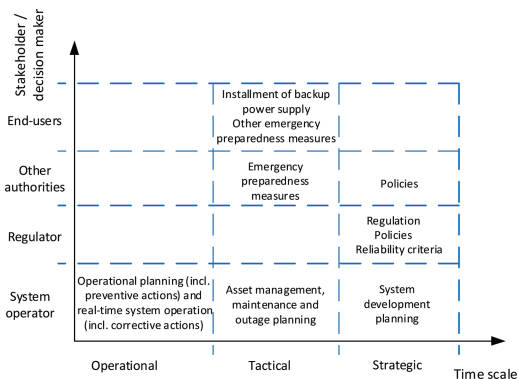 Stakeholder /
decision maker
End-users
Installment of backup
power supply
Other emergency
preparedness measures
Other
authorities
Emergency
preparedness
measures
Policies
Regulator
Regulation
Policies
Reliability criteria
System
operator
Operational planning (incl.
preventive actions) and
real-time system operation
(incl. corrective actions)
Asset management,
maintenance and
outage planning
System
development
planning
Operational
Tactical
Strategic
Time scale